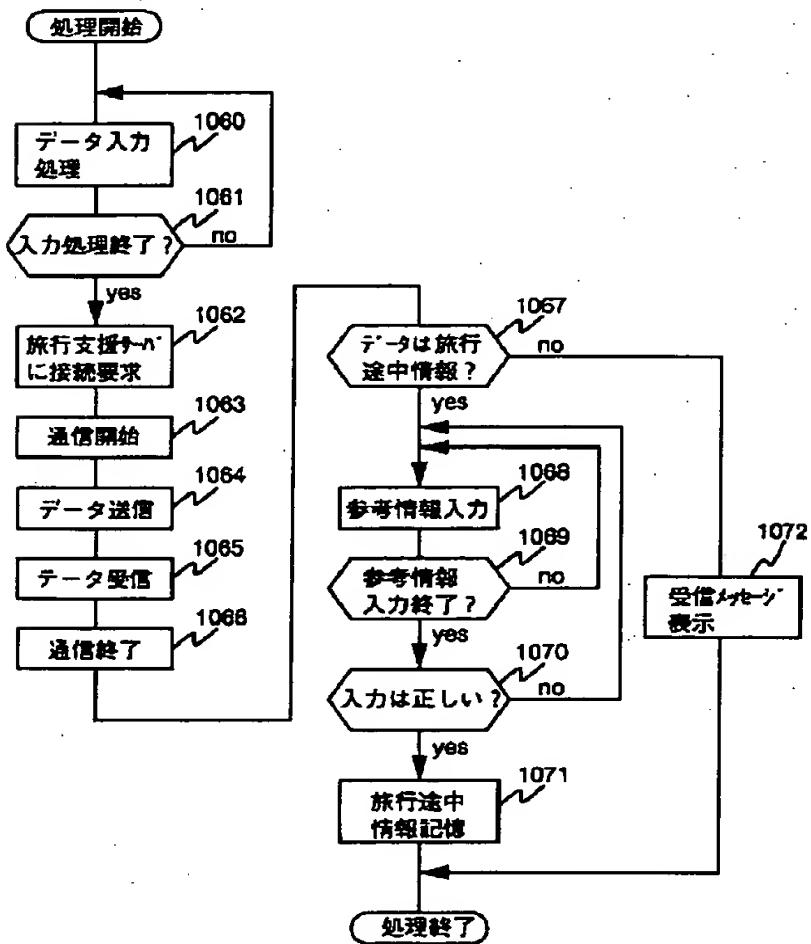 処理開始
1060
データ入力
処理
1061
入力処理終了？
no
yes
1062
旅行支援ｻｰﾊﾞ
に接続要求
1063
通信開始
1064
データ送信
1065
データ受信
1066
通信終了
1067
ﾃﾞｰﾀは旅行
途中情報？
no
yes
1068
参考情報入力
1069
参考情報
入力終了？
no
yes
1070
入力は正しい？
no
yes
1071
旅行途中
情報記憶
1072
受信ﾒｯｾｰｼﾞ
表示
処理終了